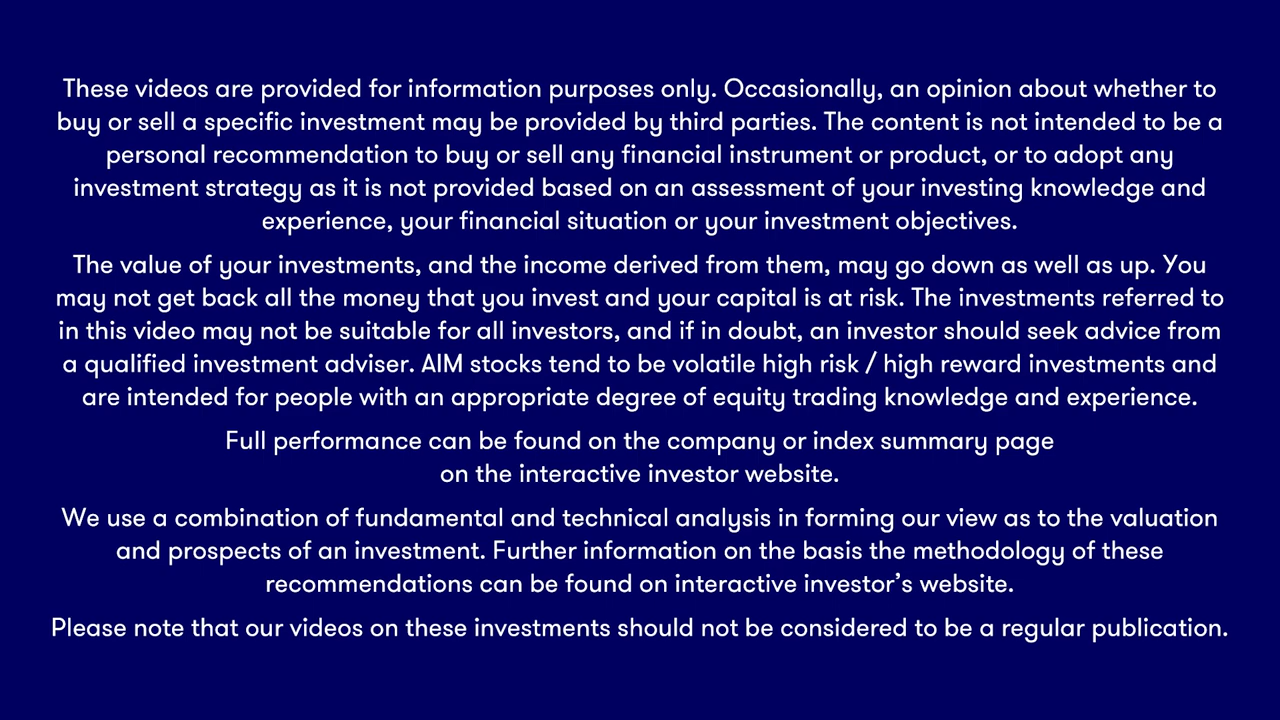 These videos are provided for information purposes only. Occasionally, an opinion about whether to
buy or sell a specific investment may be provided by third parties. The content is not intended to be a
personal recommendation to buy or sell any financial instrument or product, or to adopt any
investment strategy as it is not provided based on an assessment of your investing knowledge and
experience, your financial situation or your investment objectives.
The value of your investments, and the income derived from them, may go down as well as up. You
may not get back all the money that you invest and your capital is at risk. The investments referred to
in this video may not be suitable for all investors, and if in doubt, an investor should seek advice from
a qualified investment adviser. AIM stocks tend to be volatile high risk / high reward investments and
are intended for people with an appropriate degree of equity trading knowledge and experience.
Full performance can be found on the company or index summary page
on the interactive investor website.
We use a combination of fundamental and technical analysis in forming our view as to the valuation
and prospects of an investment. Further information on the basis the methodology of these
recommendations can be found on interactive investor’s website.
Please note that our videos on these investments should not be considered to be a regular publication.